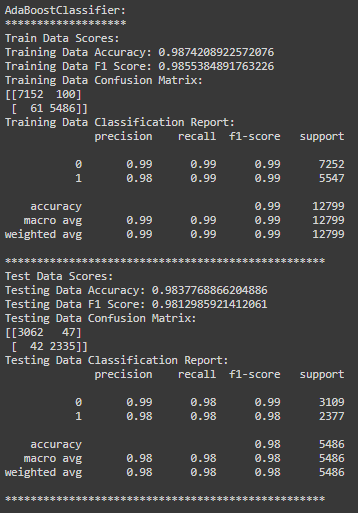 AdaBoostClassifier:
*******************
Train Data Scores:
Training Data Accuracy: 0.9874208922572076
Training Data F1 Score: 0.9855384891763226
Training Data Confusion Matrix:
[[7152  100]
 [  61 5486]]
Training Data Classification Report:
              precision    recall  f1-score   support

           0       0.99      0.99      0.99      7252
           1       0.98      0.99      0.99      5547

    accuracy                           0.99     12799
   macro avg       0.99      0.99      0.99     12799
weighted avg       0.99      0.99      0.99     12799

**************************************************
Test Data Scores:
Testing Data Accuracy: 0.9837768866204886
Testing Data F1 Score: 0.9812985921412061
Testing Data Confusion Matrix:
[[3062   47]
 [  42 2335]]
Testing Data Classification Report:
              precision    recall  f1-score   support

           0       0.99      0.98      0.99      3109
           1       0.98      0.98      0.98      2377

    accuracy                           0.98      5486
   macro avg       0.98      0.98      0.98      5486
weighted avg       0.98      0.98      0.98      5486

**************************************************